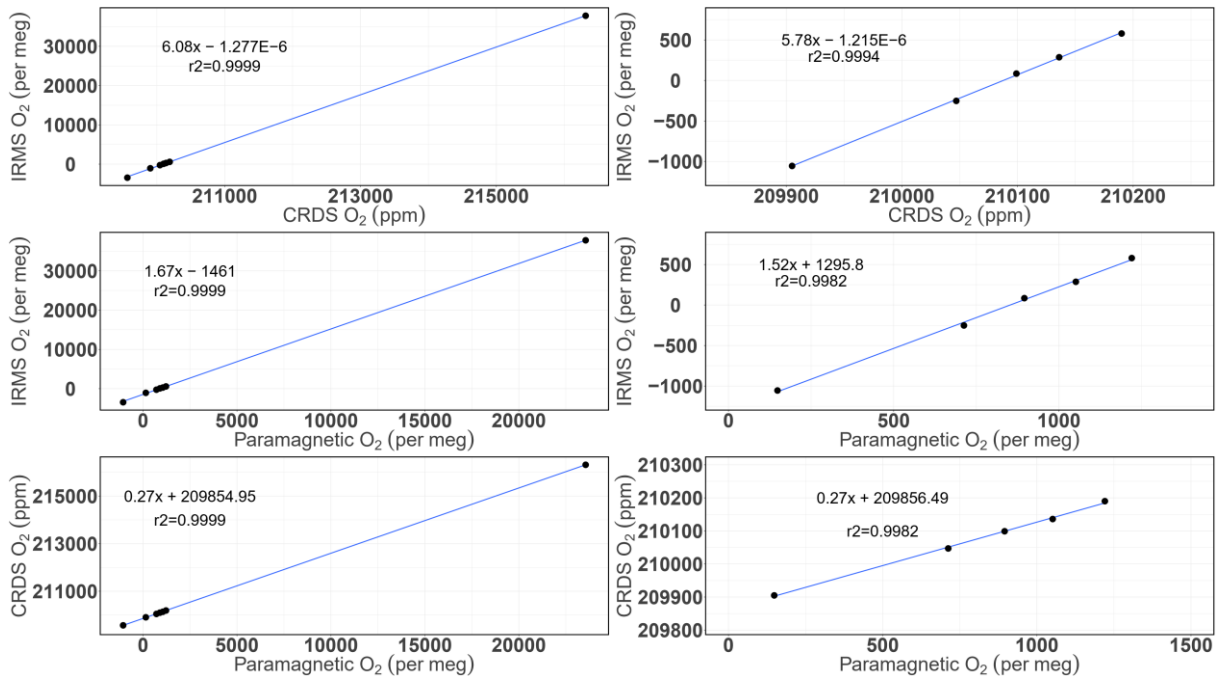 IRMS O₂ (per meg)
30000
20000
10000
0
6.08x − 1.277E−6
r2=0.9999
211000
213000
215000
CRDS O₂ (ppm)
IRMS O₂ (per meg)
500
0
−500
−1000
5.78x − 1.215E−6
r2=0.9994
209900
210000
210100
210200
CRDS O₂ (ppm)
IRMS O₂ (per meg)
30000
20000
10000
0
1.67x − 1461
r2=0.9999
0
5000
10000
15000
20000
Paramagnetic O₂ (per meg)
IRMS O₂ (per meg)
500
0
−500
−1000
1.52x + 1295.8
r2=0.9982
0
500
1000
Paramagnetic O₂ (per meg)
CRDS O₂ (ppm)
215000
213000
211000
0.27x + 209854.95
r2=0.9999
0
5000
10000
15000
20000
Paramagnetic O₂ (per meg)
CRDS O₂ (ppm)
210300
210200
210100
210000
209900
209800
0.27x + 209856.49
r2=0.9982
0
500
1000
1500
Paramagnetic O₂ (per meg)